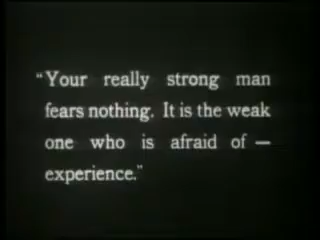 "Your really strong man
fears nothing. It is the weak
one who is afraid of —
experience."